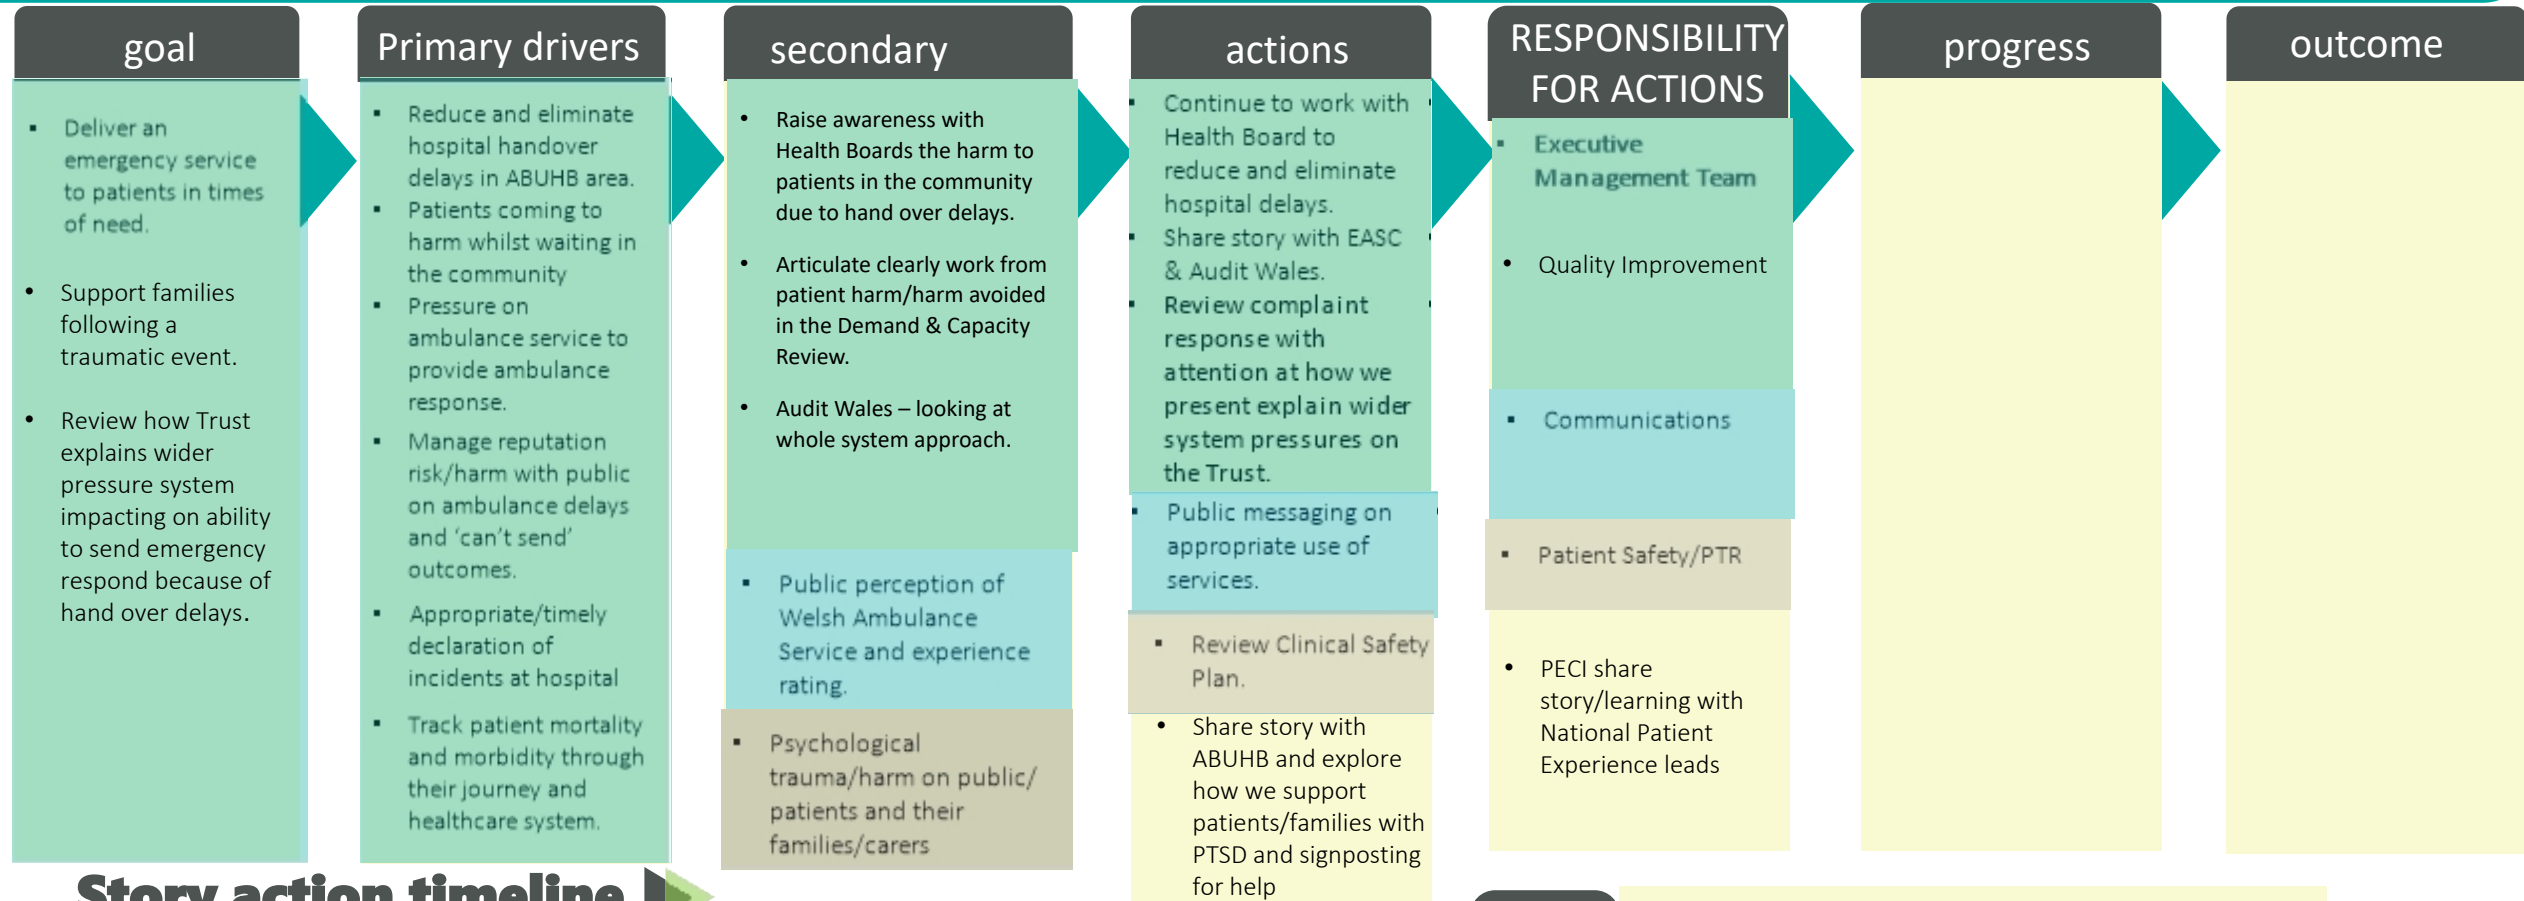 goal
▪ Deliver an
emergency service
to patients in times
of need.
• Support families
following a
traumatic event.
• Review how Trust
explains wider
pressure system
impacting on ability
to send emergency
respond because of
hand over delays.
Primary drivers
▪ Reduce and eliminate
hospital handover
delays in ABUHB area.
▪ Patients coming to
harm whilst waiting in
the community
▪ Pressure on
ambulance service to
provide ambulance
response.
▪ Manage reputation
risk/harm with public
on ambulance delays
and ‘can’t send’
outcomes.
▪ Appropriate/timely
declaration of
incidents at hospital
▪ Track patient mortality
and morbidity through
their journey and
healthcare system.
secondary
• Raise awareness with
Health Boards the harm to
patients in the community
due to hand over delays.
• Articulate clearly work from
patient harm/harm avoided
in the Demand & Capacity
Review.
• Audit Wales – looking at
whole system approach.
▪ Public perception of
Welsh Ambulance
Service and experience
rating.
▪ Psychological
trauma/harm on public/
patients and their
families/carers
actions
▪ Continue to work with
Health Board to
reduce and eliminate
hospital delays.
▪ Share story with EASC
& Audit Wales.
▪ Review complaint
response with
attention at how we
present explain wider
system pressures on
the Trust.
▪ Public messaging on
appropriate use of
services.
▪ Review Clinical Safety
Plan.
• Share story with
ABUHB and explore
how we support
patients/families with
PTSD and signposting
for help
RESPONSIBILITY
FOR ACTIONS
▪ Executive
Management Team
• Quality Improvement
▪ Communications
▪ Patient Safety/PTR
• PECI share
story/learning with
National Patient
Experience leads
progress
outcome
Story action timeline